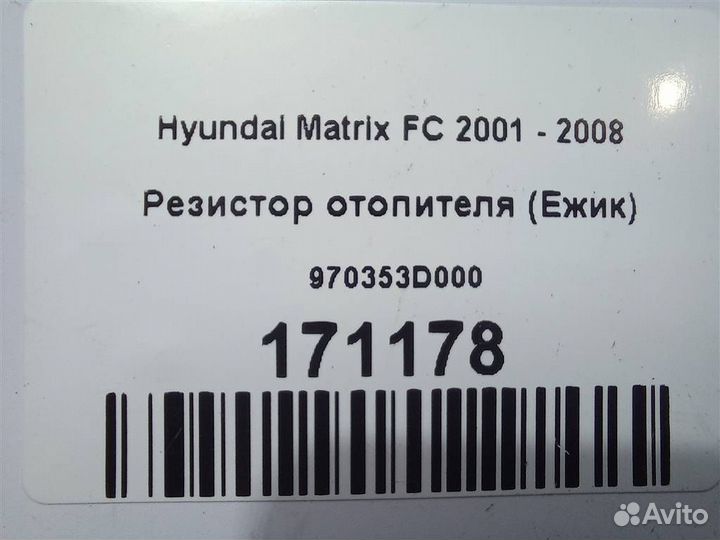 Hyundai Matrix FC 2001 - 2008
Резистор отопителя (Ежик)
970353D000
171178
Avito